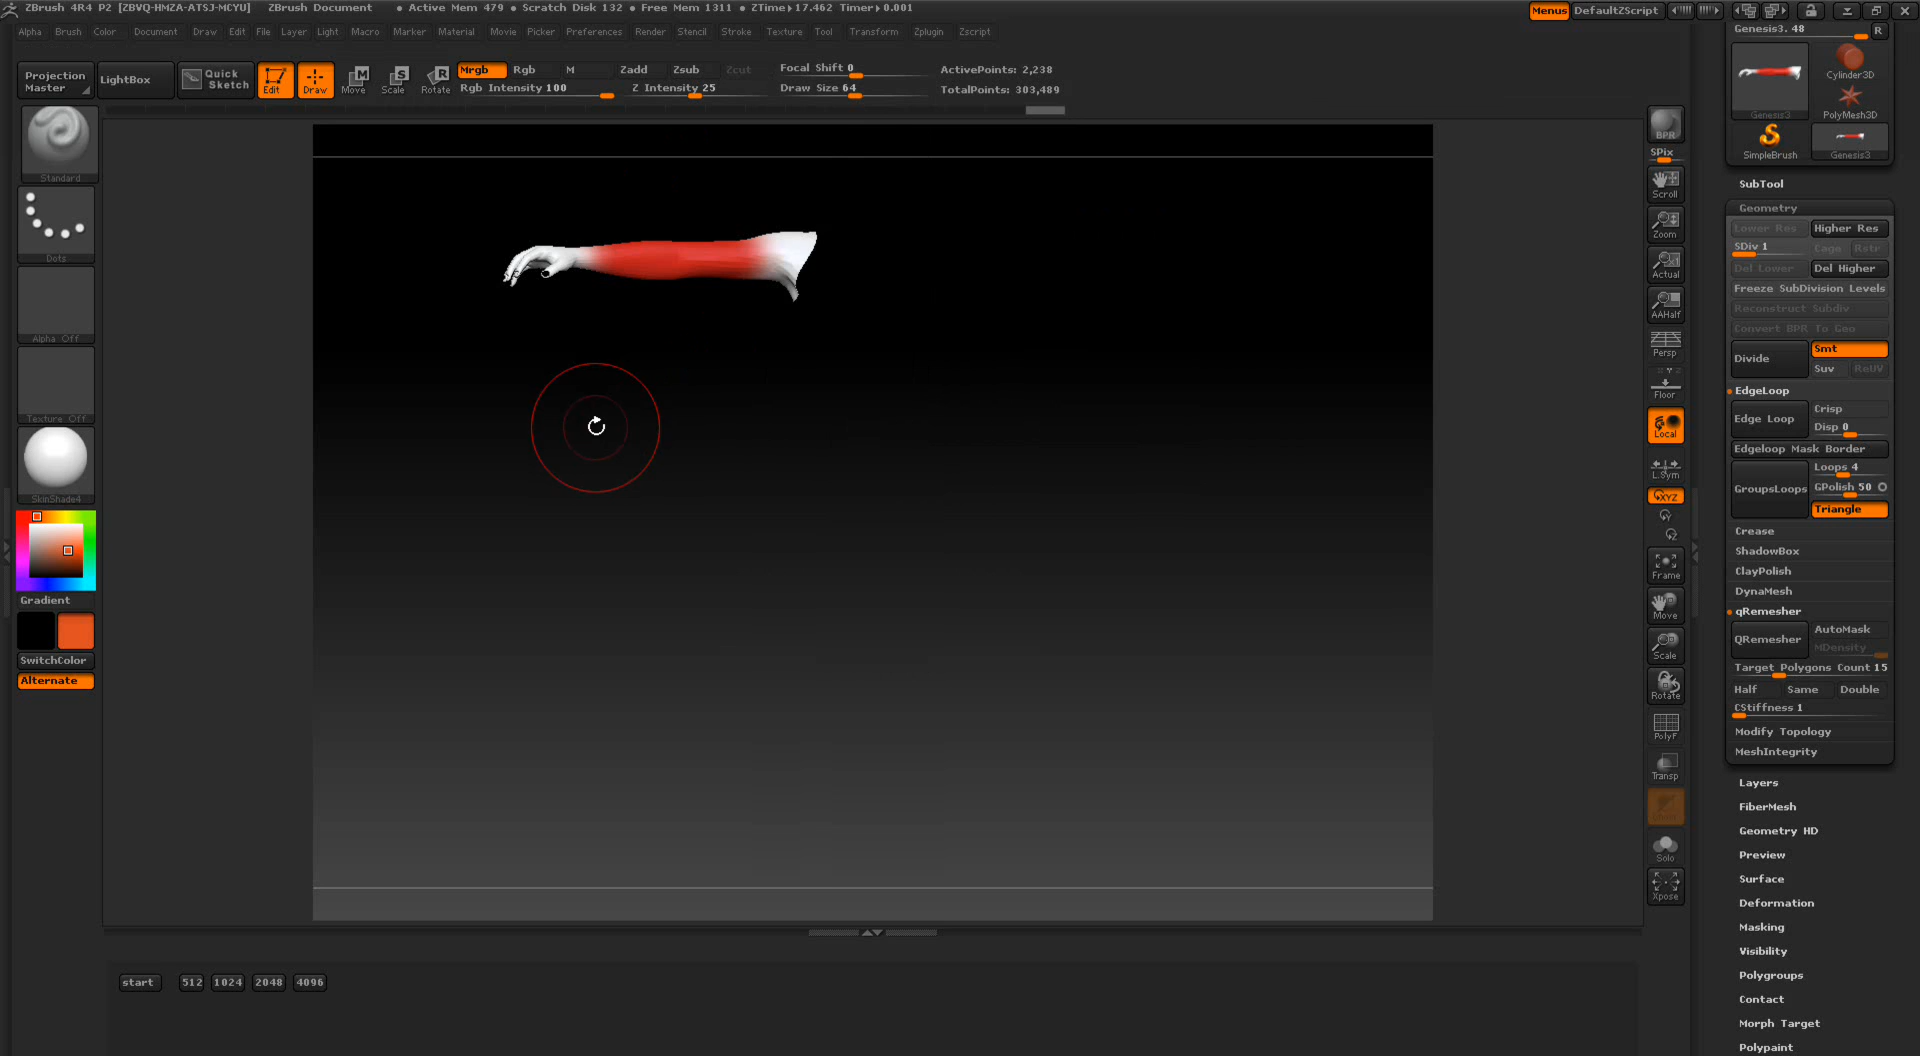 ZBrush 4R4 P2 [ZBVQ-HMZA-ATSJ-MCYU] ZBrush Document • Active Mem 479 • Scratch Disk 132 • Free Mem 1311 • ZTime▸17.462 Timer▸0.001 Menus DefaultZScript
Alpha Brush Color Document Draw Edit File Layer Light Macro Marker Material Movie Picker Preferences Render Stencil Stroke Texture Tool Transform Zplugin Zscript
Projection Master
LightBox
Quick Sketch
Edit
Draw
Move
Scale
Rotate
Mrgb Rgb M Zadd Zsub Zcut
Rgb Intensity 100 Z Intensity 25
Focal Shift 0
Draw Size 64
ActivePoints: 2,238
TotalPoints: 303,489
Standard
Dots
Alpha Off
Texture Off
SkinShade4
Gradient
SwitchColor
Alternate
start 512 1024 2048 4096
BPR
SPix
Scroll
Zoom
Actual
AAHalf
Persp
Floor
Local
L.Sym
XYZ
Y
Z
Frame
Move
Scale
Rotate
PolyF
Transp
Solo
Xpose
Genesis3. 48 R
Genesis3
Cylinder3D
PolyMesh3D
SimpleBrush
Genesis3
SubTool
Geometry
Lower Res Higher Res
SDiv 1 Cage Rstr
Del Lower Del Higher
Freeze SubDivision Levels
Reconstruct Subdiv
Convert BPR To Geo
Divide Smt
Suv ReUV
EdgeLoop
Edge Loop Crisp
Disp 0
Edgeloop Mask Border
GroupsLoops Loops 4
GPolish 50
Triangle
Crease
ShadowBox
ClayPolish
DynaMesh
qRemesher
QRemesher AutoMask
MDensity
Target Polygons Count 15
Half Same Double
CStiffness 1
Modify Topology
MeshIntegrity
Layers
FiberMesh
Geometry HD
Preview
Surface
Deformation
Masking
Visibility
Polygroups
Contact
Morph Target
Polypaint